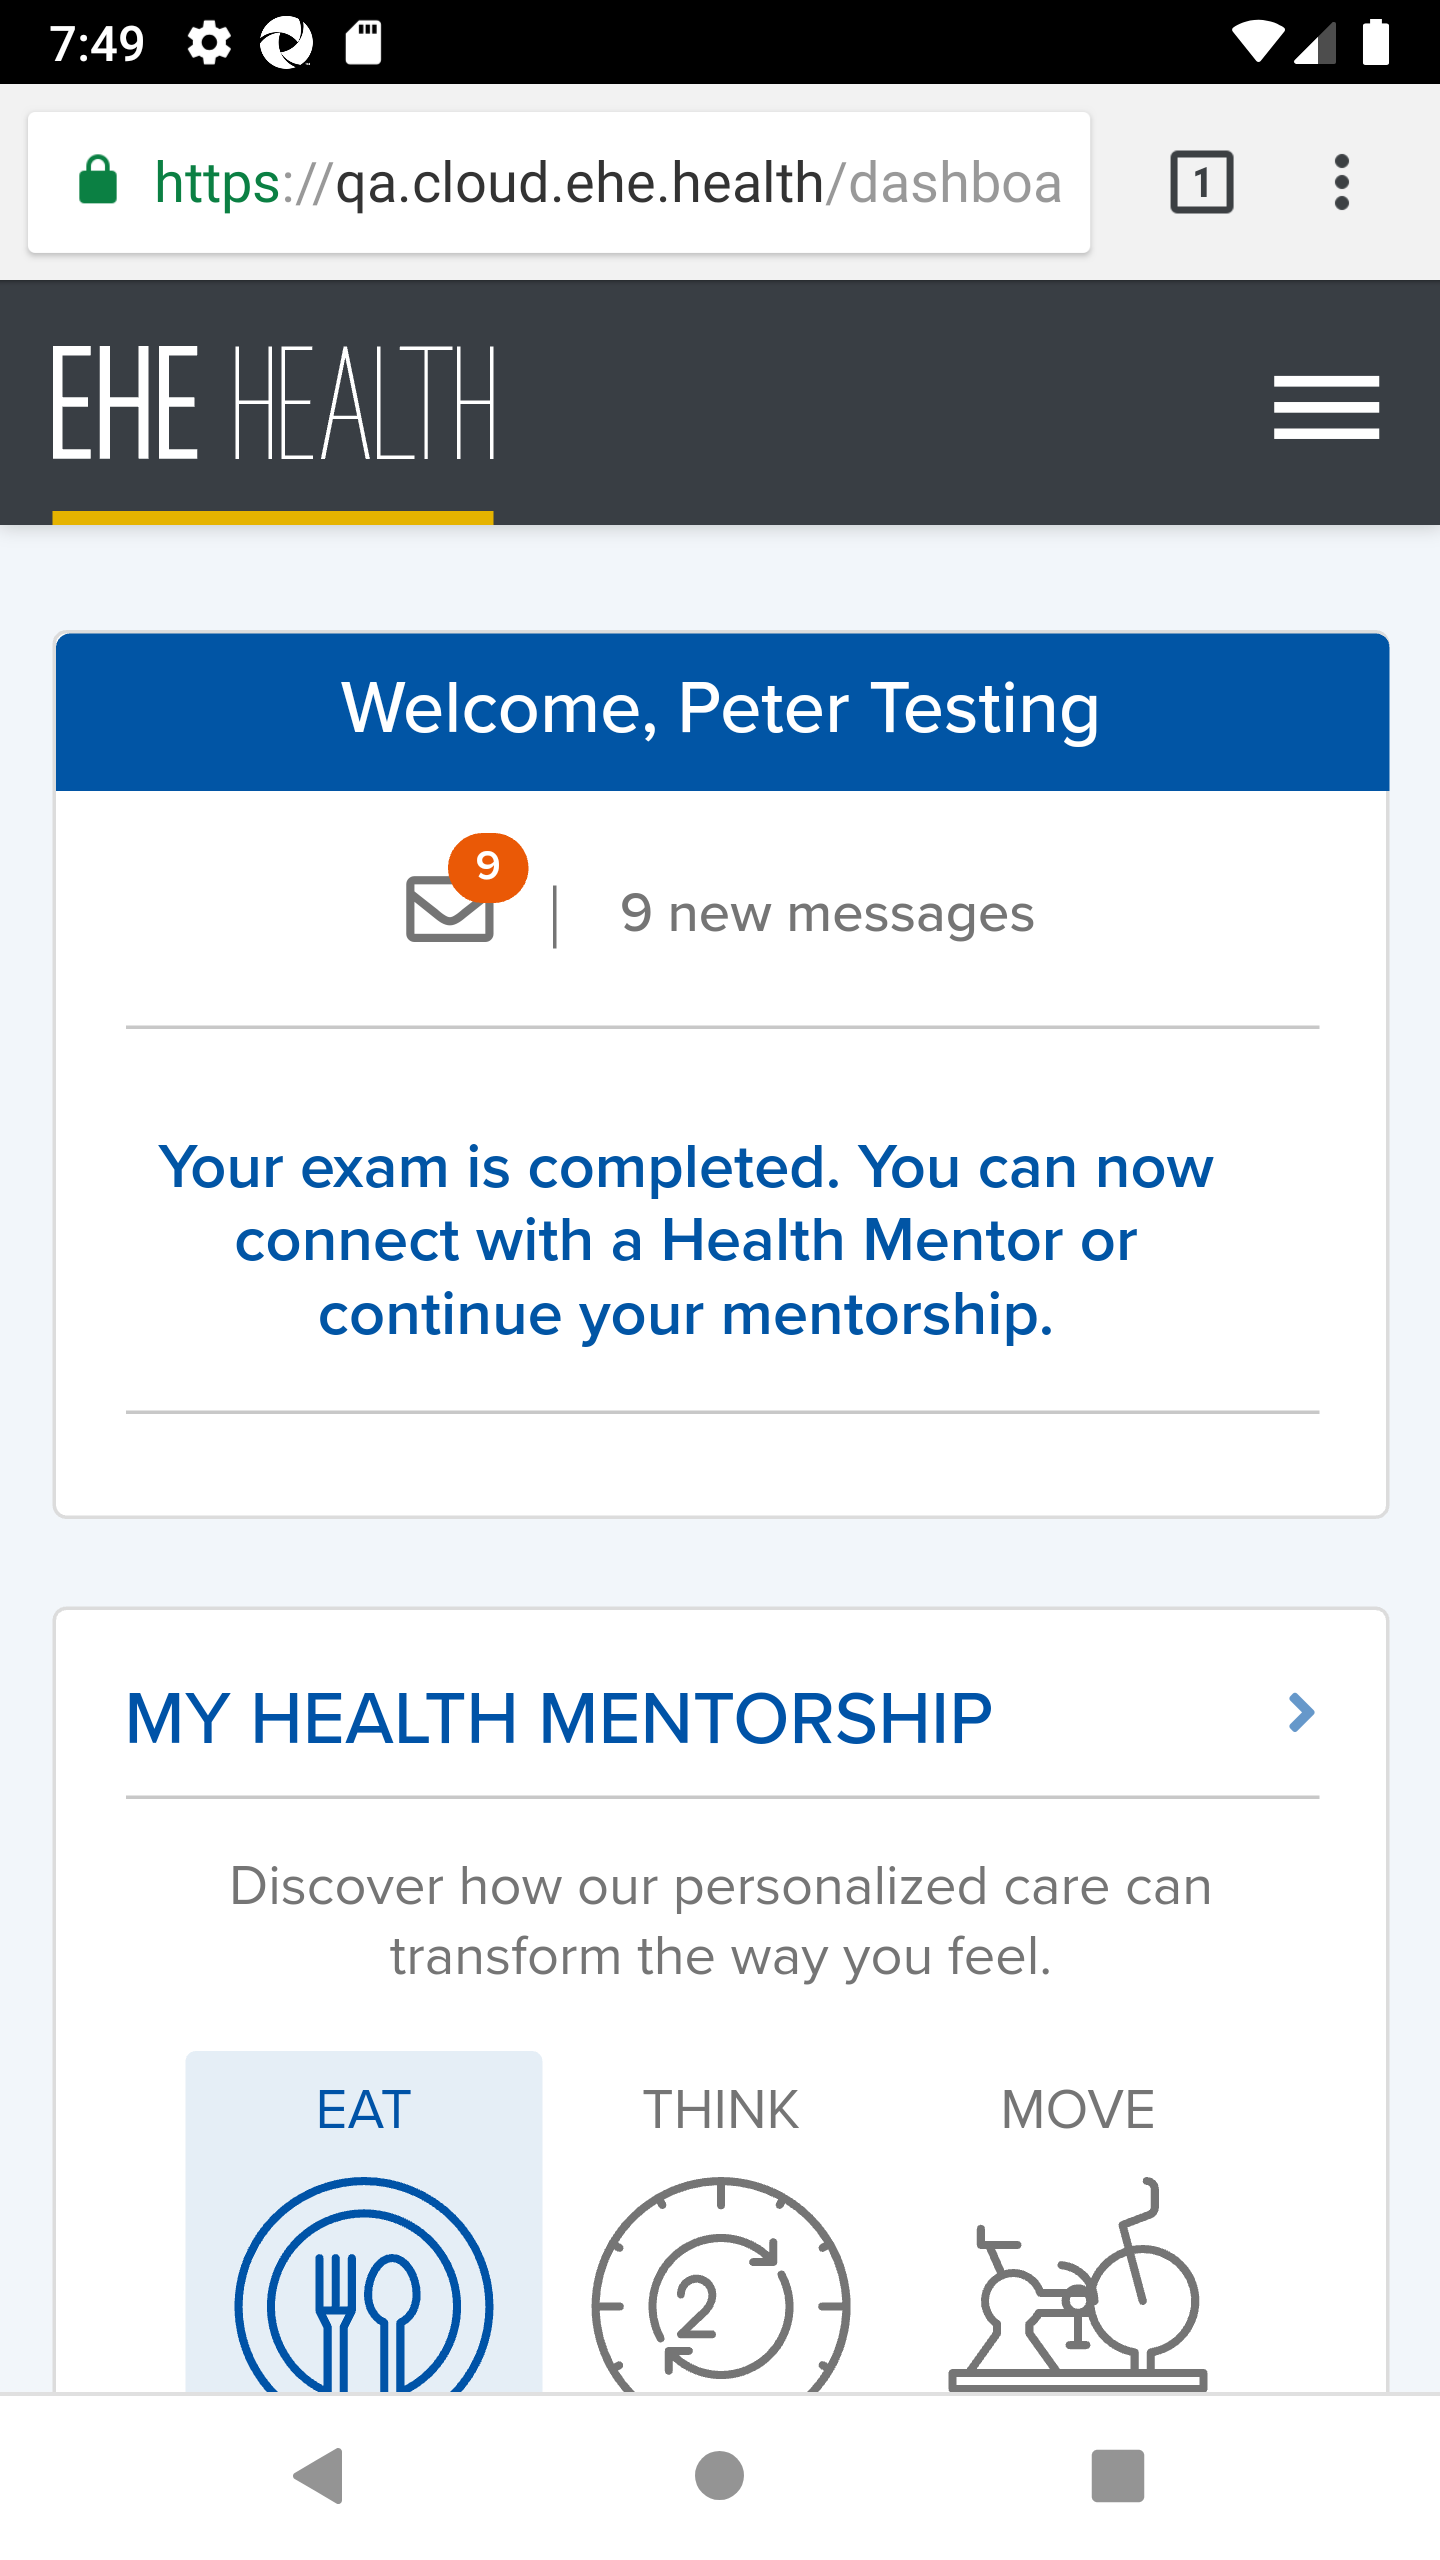 7:49
https://qa.cloud.ehe.health/dashboa
1
EHE HEALTH
Welcome, Peter Testing
9
9 new messages
Your exam is completed. You can now
connect with a Health Mentor or
continue your mentorship.
MY HEALTH MENTORSHIP
Discover how our personalized care can
transform the way you feel.
EAT THINK MOVE
2